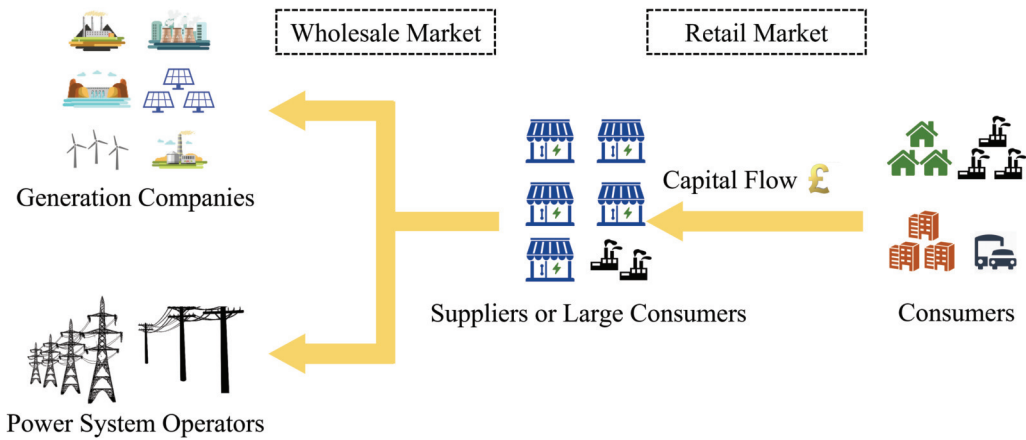 Wholesale Market
Retail Market
Generation Companies
Capital Flow £
Suppliers or Large Consumers
Consumers
Power System Operators